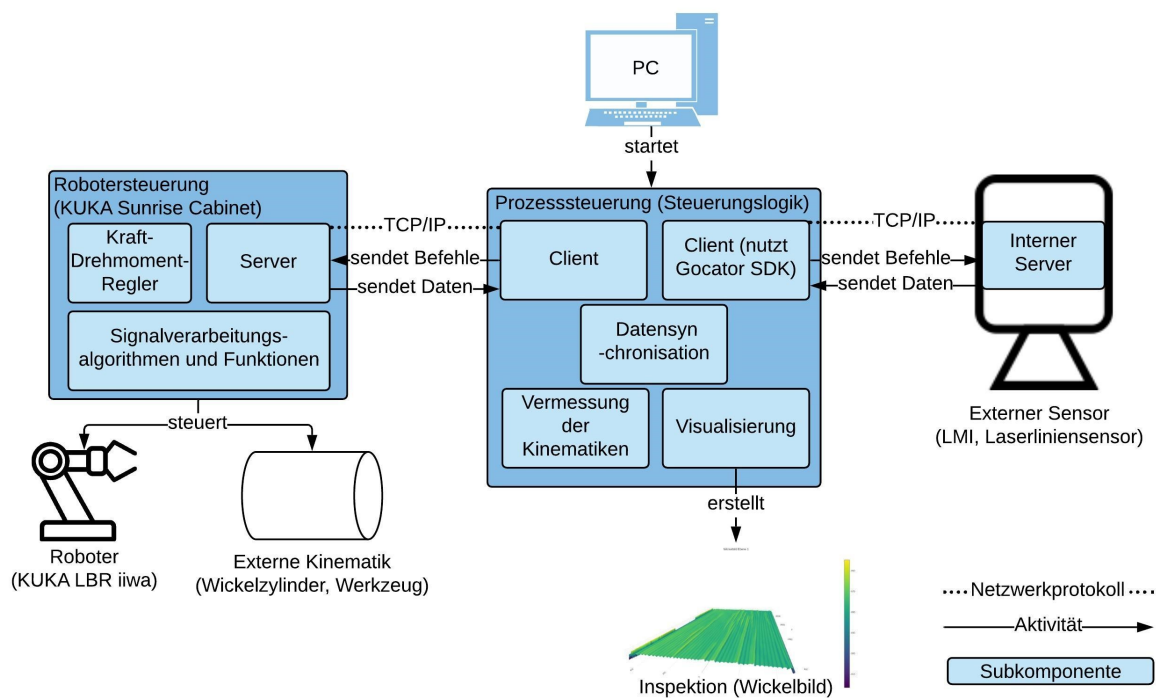 PC
startet
Robotersteuerung
(KUKA Sunrise Cabinet)
Kraft-
Drehmoment-
Regler
Server
Signalverarbeitungs-
algorithmen und Funktionen
TCP/IP
sendet Befehle
sendet Daten
Prozesssteuerung (Steuerungslogik)
Client
Client (nutzt
Gocator SDK)
Datensyn
-chronisation
Vermessung
der
Kinematiken
Visualisierung
TCP/IP
sendet Befehle
sendet Daten
Interner
Server
Externer Sensor
(LMI, Laserliniensensor)
steuert
Roboter
(KUKA LBR iiwa)
Externe Kinematik
(Wickelzylinder, Werkzeug)
erstellt
Inspektion (Wickelbild)
Netzwerkprotokoll
Aktivität
Subkomponente